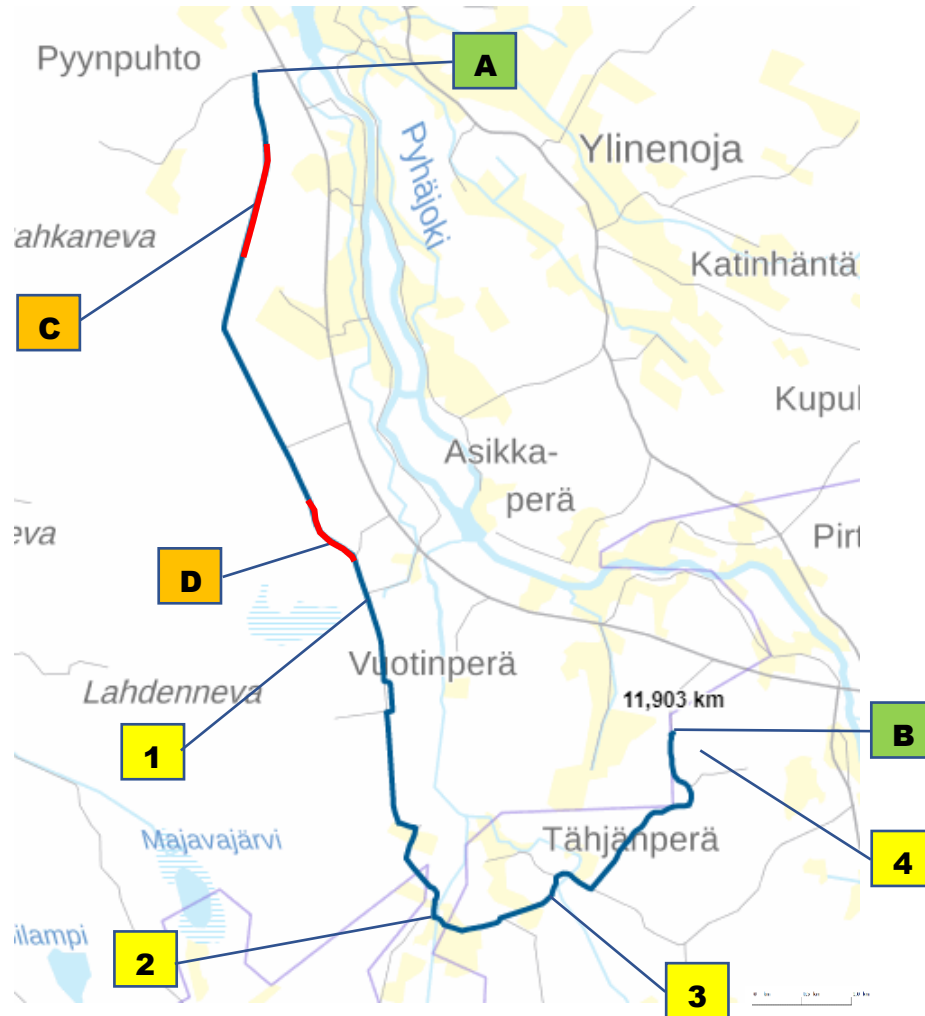 Pyynpuhto
A
Pyhäjoki
Ylinenoja
ahkaneva
Katinhäntä
C
Kupul
Asikka-
perä
eva
Pirt
D
Vuotinperä
Lahdenneva
11,903 km
B
1
Majavajärvi
Tähjänperä
4
ilampi
2
3